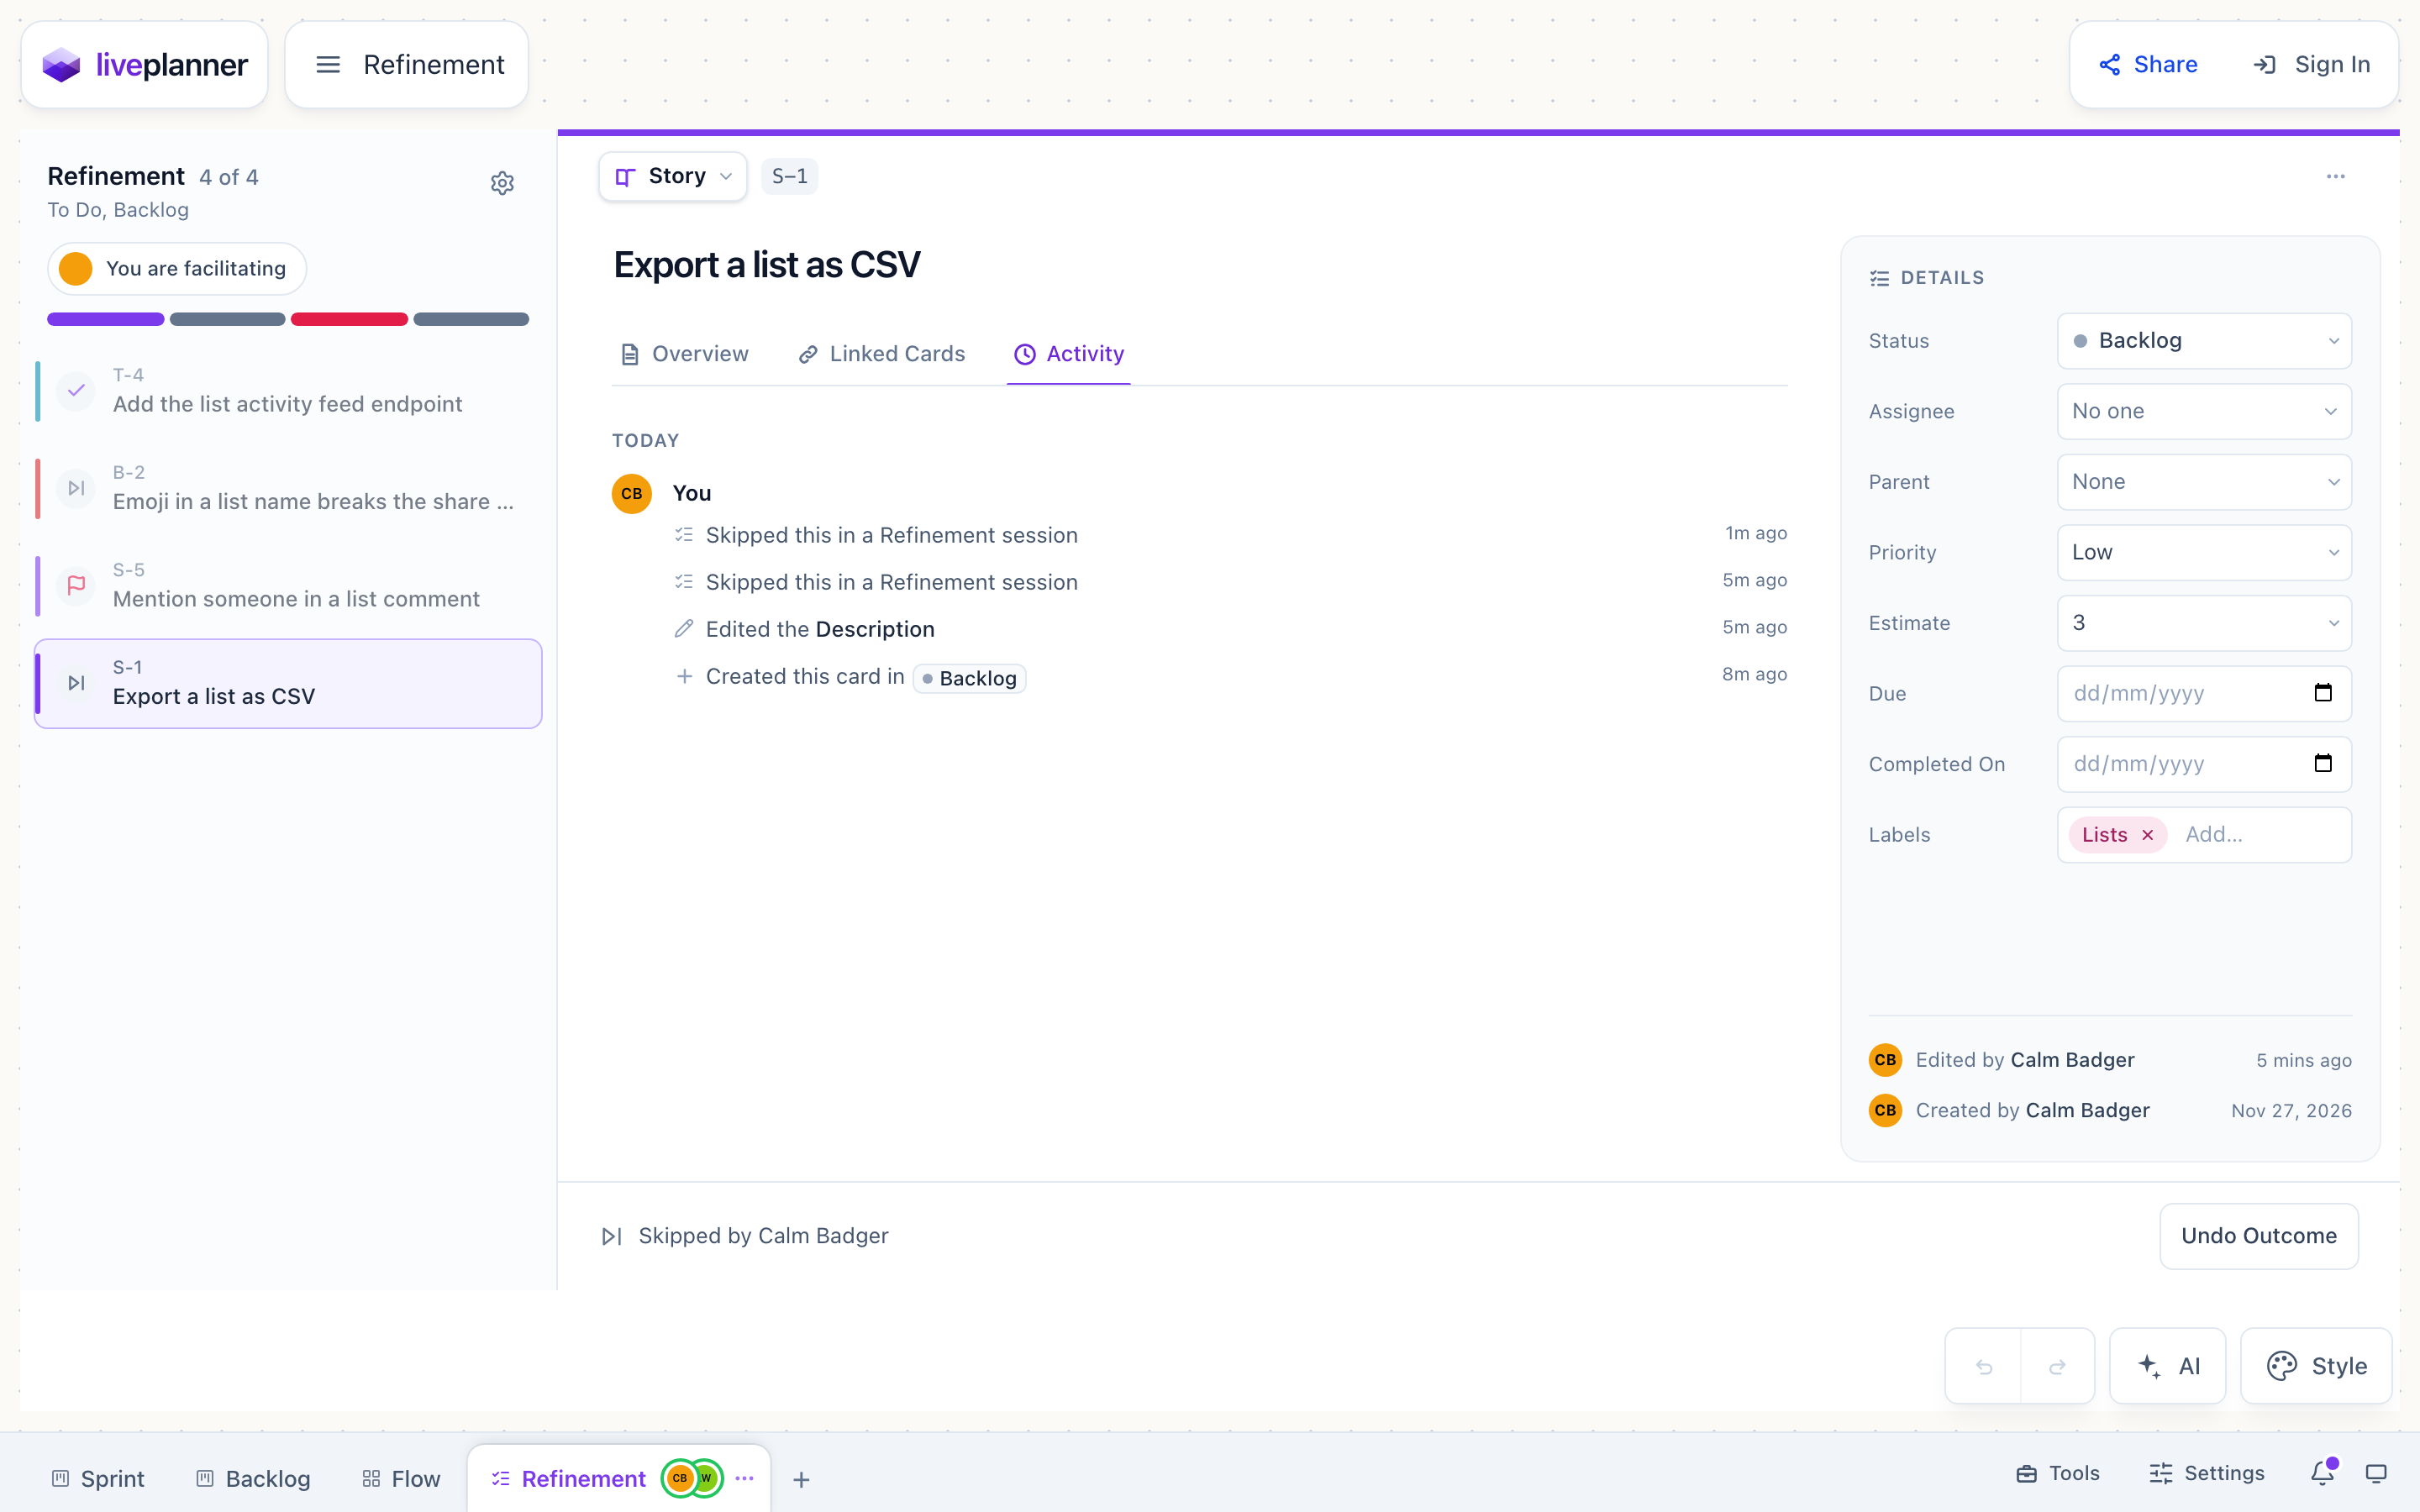 liveplanner
Refinement
Share
Sign In
Refinement 4 of 4
To Do, Backlog
You are facilitating
T-4
Add the list activity feed endpoint
B-2
Emoji in a list name breaks the share ...
S-5
Mention someone in a list comment
S-1
Export a list as CSV
Story
S-1
Export a list as CSV
Overview
Linked Cards
Activity
TODAY
CB
You
Skipped this in a Refinement session
1m ago
Skipped this in a Refinement session
5m ago
Edited the Description
5m ago
Created this card in Backlog
8m ago
DETAILS
Status
Backlog
Assignee
No one
Parent
None
Priority
Low
Estimate
3
Due
dd/mm/yyyy
Completed On
dd/mm/yyyy
Labels
Lists
Add...
CB
Edited by Calm Badger
5 mins ago
CB
Created by Calm Badger
Nov 27, 2026
Skipped by Calm Badger
Undo Outcome
AI
Style
Sprint
Backlog
Flow
Refinement
CB
Tools
Settings